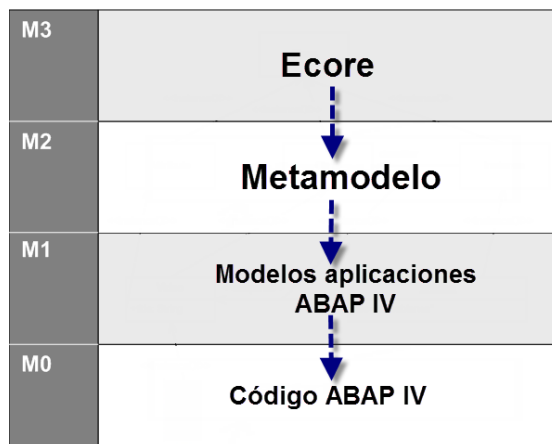 M3
Ecore
M2
Metamodelo
M1
Modelos aplicaciones
ABAP IV
M0
Código ABAP IV